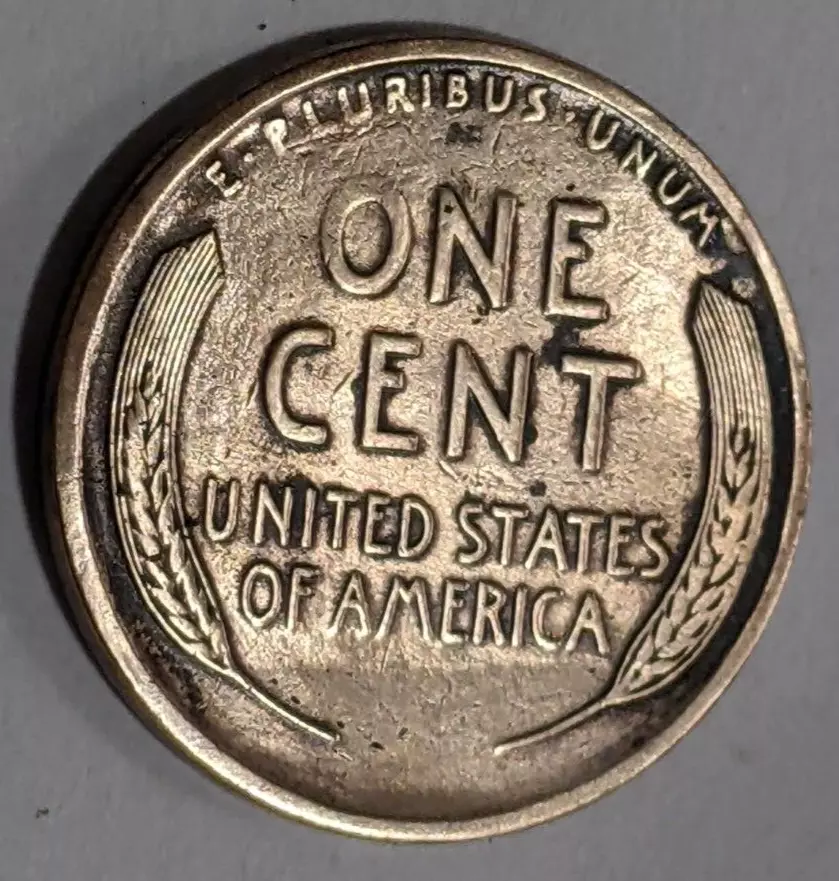 E·PLURIBUS·UNUM
ONE
CENT
UNITED STATES
OF AMERICA